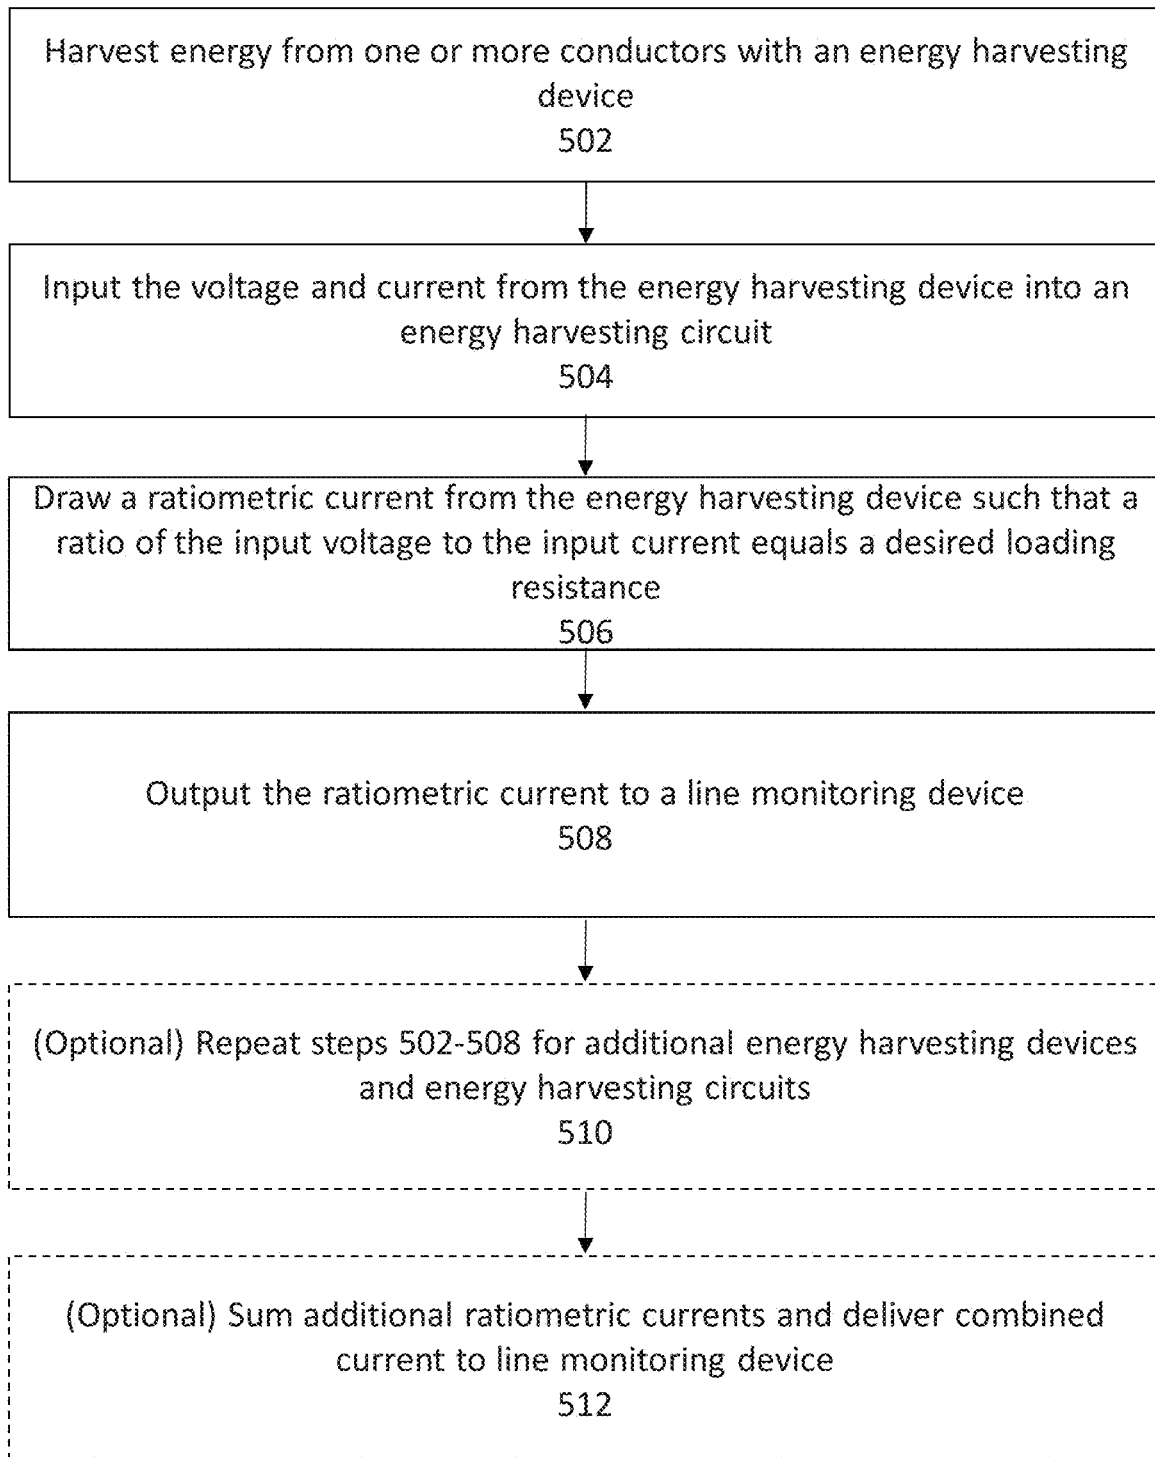 Harvest energy from one or more conductors with an energy harvesting
device
502
Input the voltage and current from the energy harvesting device into an
energy harvesting circuit
504
Draw a ratiometric current from the energy harvesting device such that a
ratio of the input voltage to the input current equals a desired loading
resistance
506
Output the ratiometric current to a line monitoring device
508
(Optional) Repeat steps 502-508 for additional energy harvesting devices
and energy harvesting circuits
510
(Optional) Sum additional ratiometric currents and deliver combined
current to line monitoring device
512